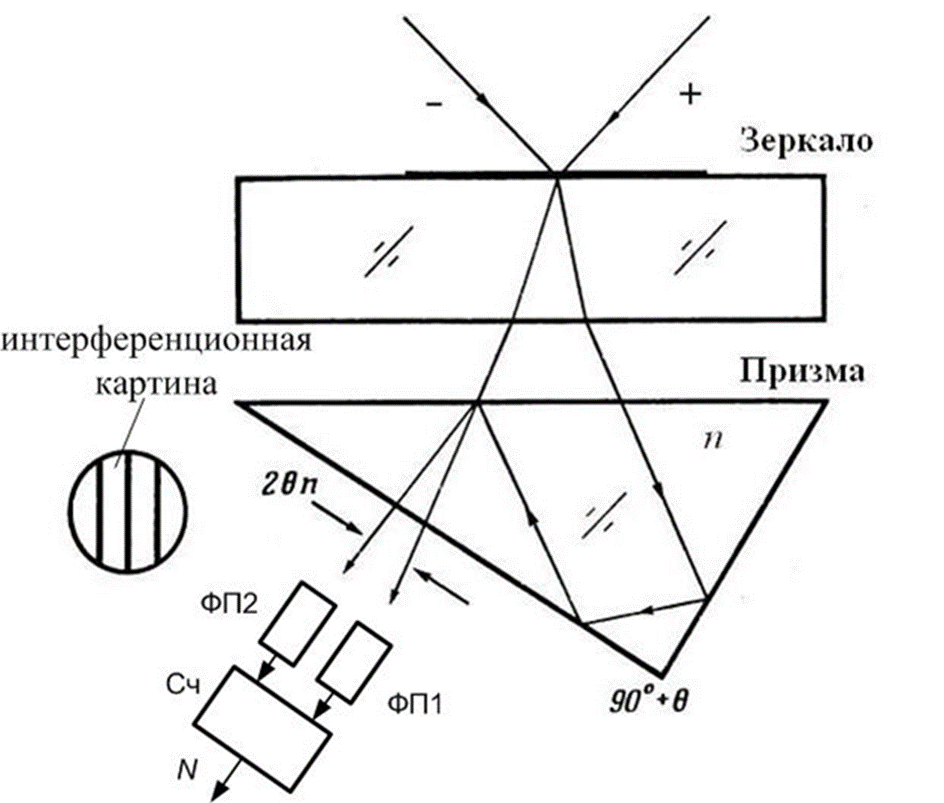 -
+
Зеркало
интерференционная
картина
Призма
n
2θn
ФП2
ФП1
Сч
N
90°+θ